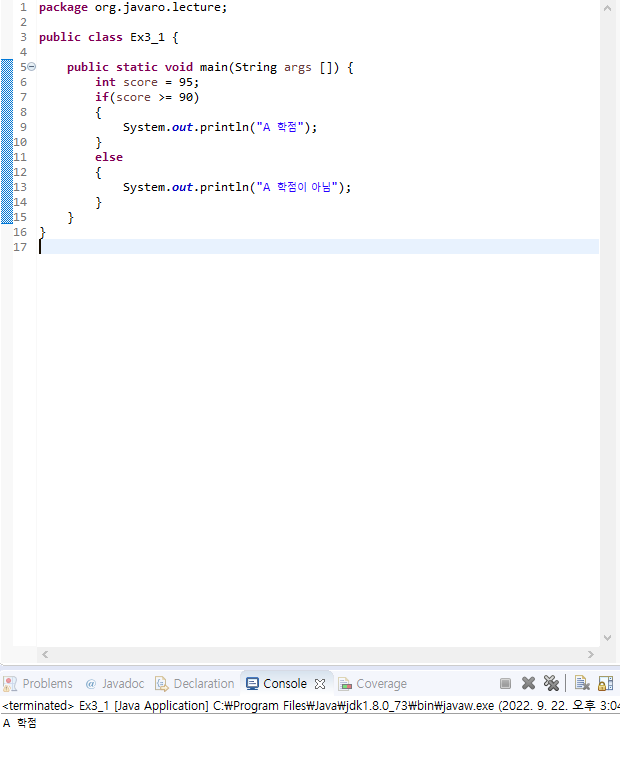 1 package org.javaro.lecture;
2
3 public class Ex3_1 {
4
5 public static void main(String args []) {
6 int score = 95;
7 if(score >= 90)
8 {
9 System.out.println("A 학점");
10 }
11 else
12 {
13 System.out.println("A 학점이 아님");
14 }
15 }
16 }
17
Problems @ Javadoc Declaration Console Coverage
<terminated> Ex3_1 [Java Application] C:₩Program Files₩Java₩jdk1.8.0_73₩bin₩javaw.exe (2022. 9. 22. 오후 3:04
A 학점